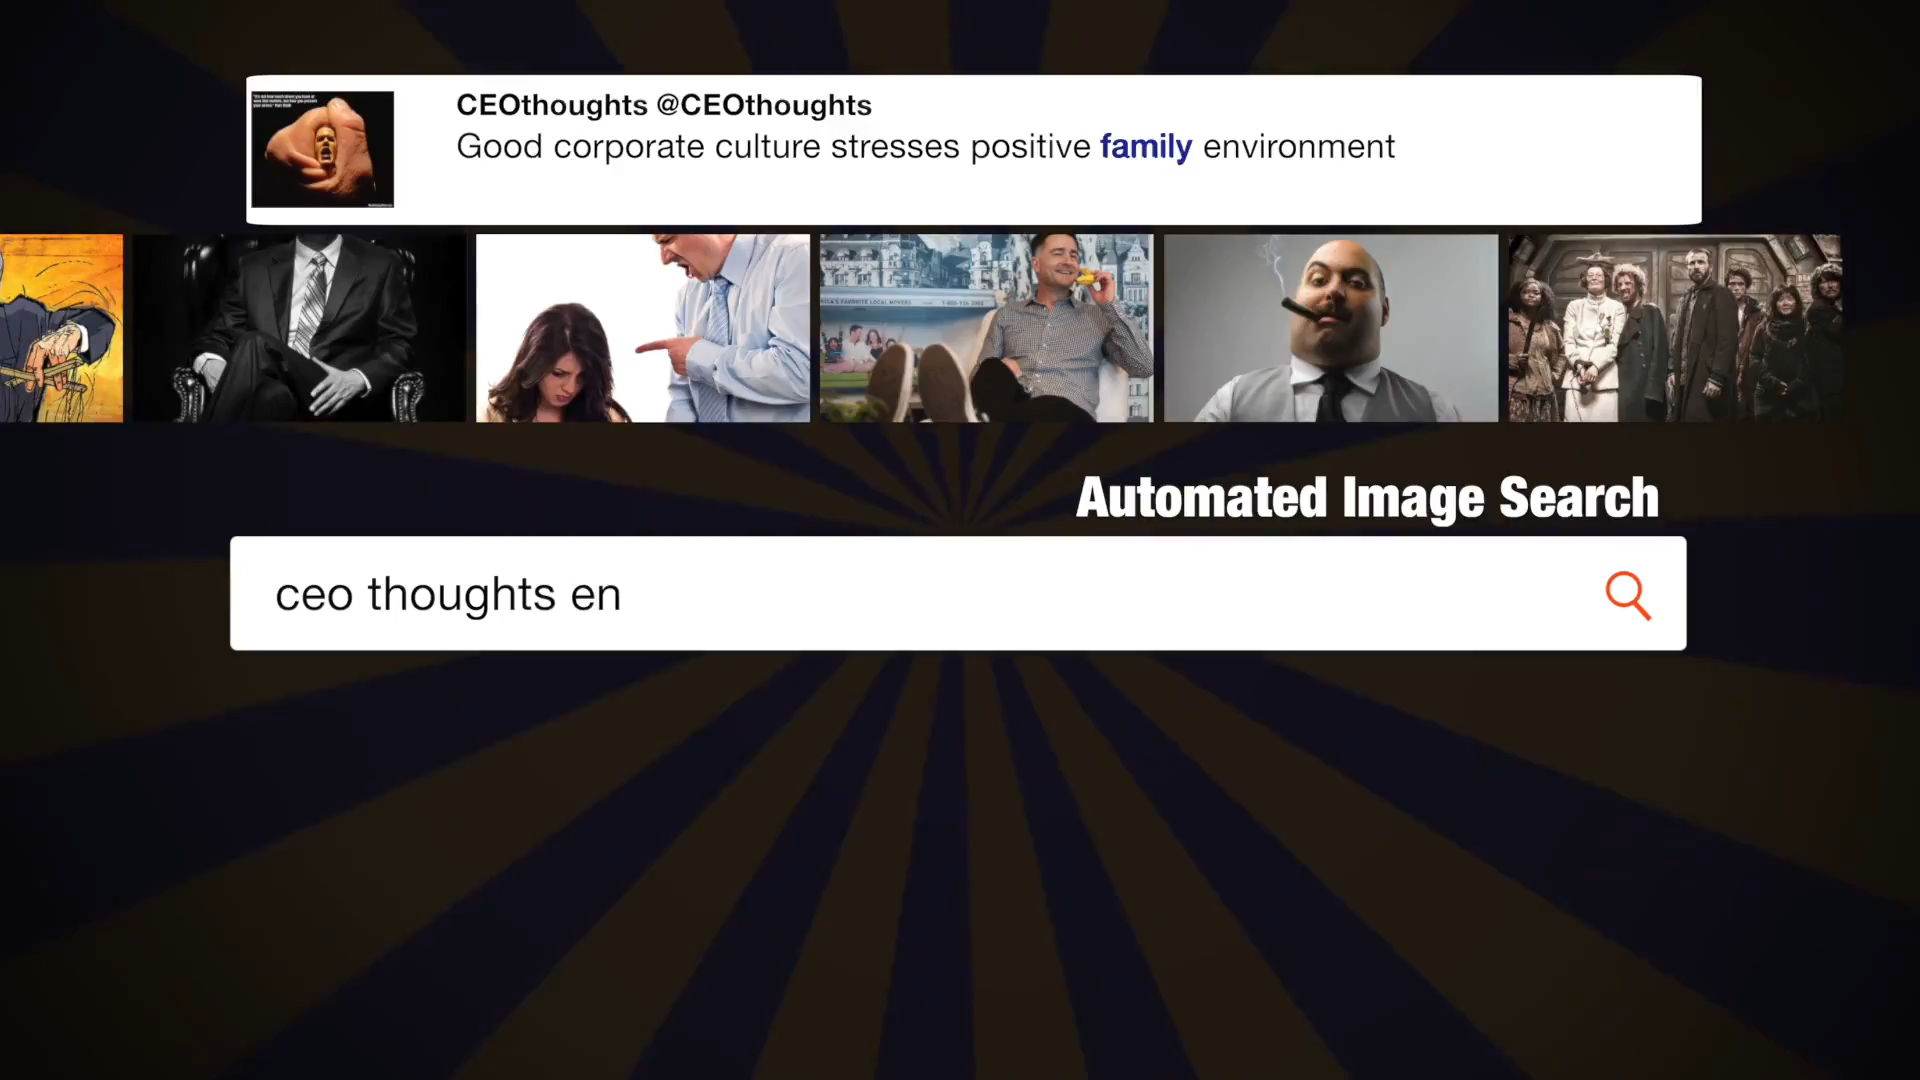 CEOthoughts @CEOthoughts
Good corporate culture stresses positive family environment
Automated Image Search
ceo thoughts en